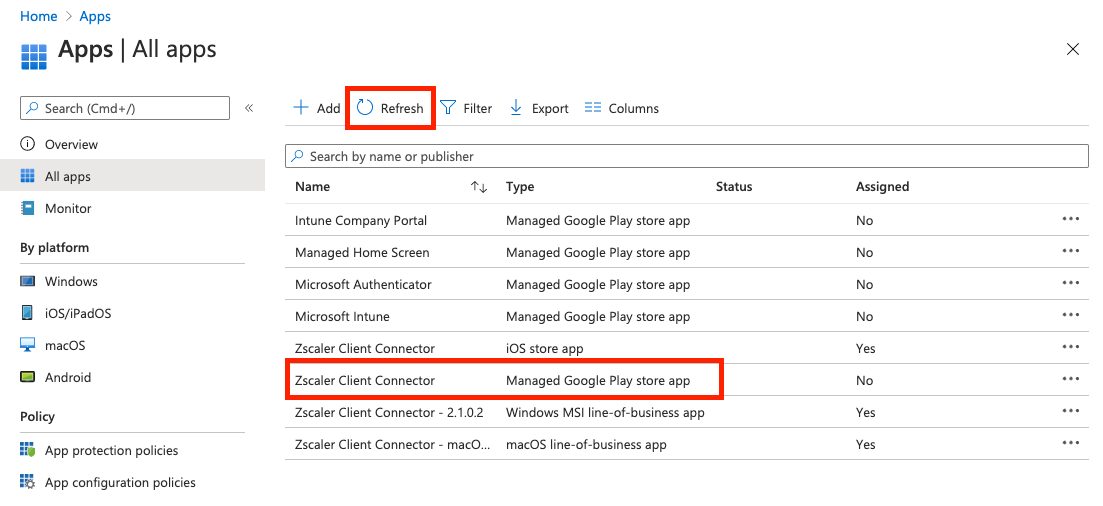 Home > Apps
Apps | All apps
Search (Cmd+/)
«
Overview
All apps
Monitor
By platform
Windows
iOS/iPadOS
macOS
Android
Policy
App protection policies
App configuration policies
Add Refresh Filter Export Columns
Search by name or publisher
Name Type Status Assigned
Intune Company Portal Managed Google Play store app No
Managed Home Screen Managed Google Play store app No
Microsoft Authenticator Managed Google Play store app No
Microsoft Intune Managed Google Play store app No
Zscaler Client Connector iOS store app Yes
Zscaler Client Connector Managed Google Play store app No
Zscaler Client Connector - 2.1.0.2 Windows MSI line-of-business app Yes
Zscaler Client Connector - macO... macOS line-of-business app Yes